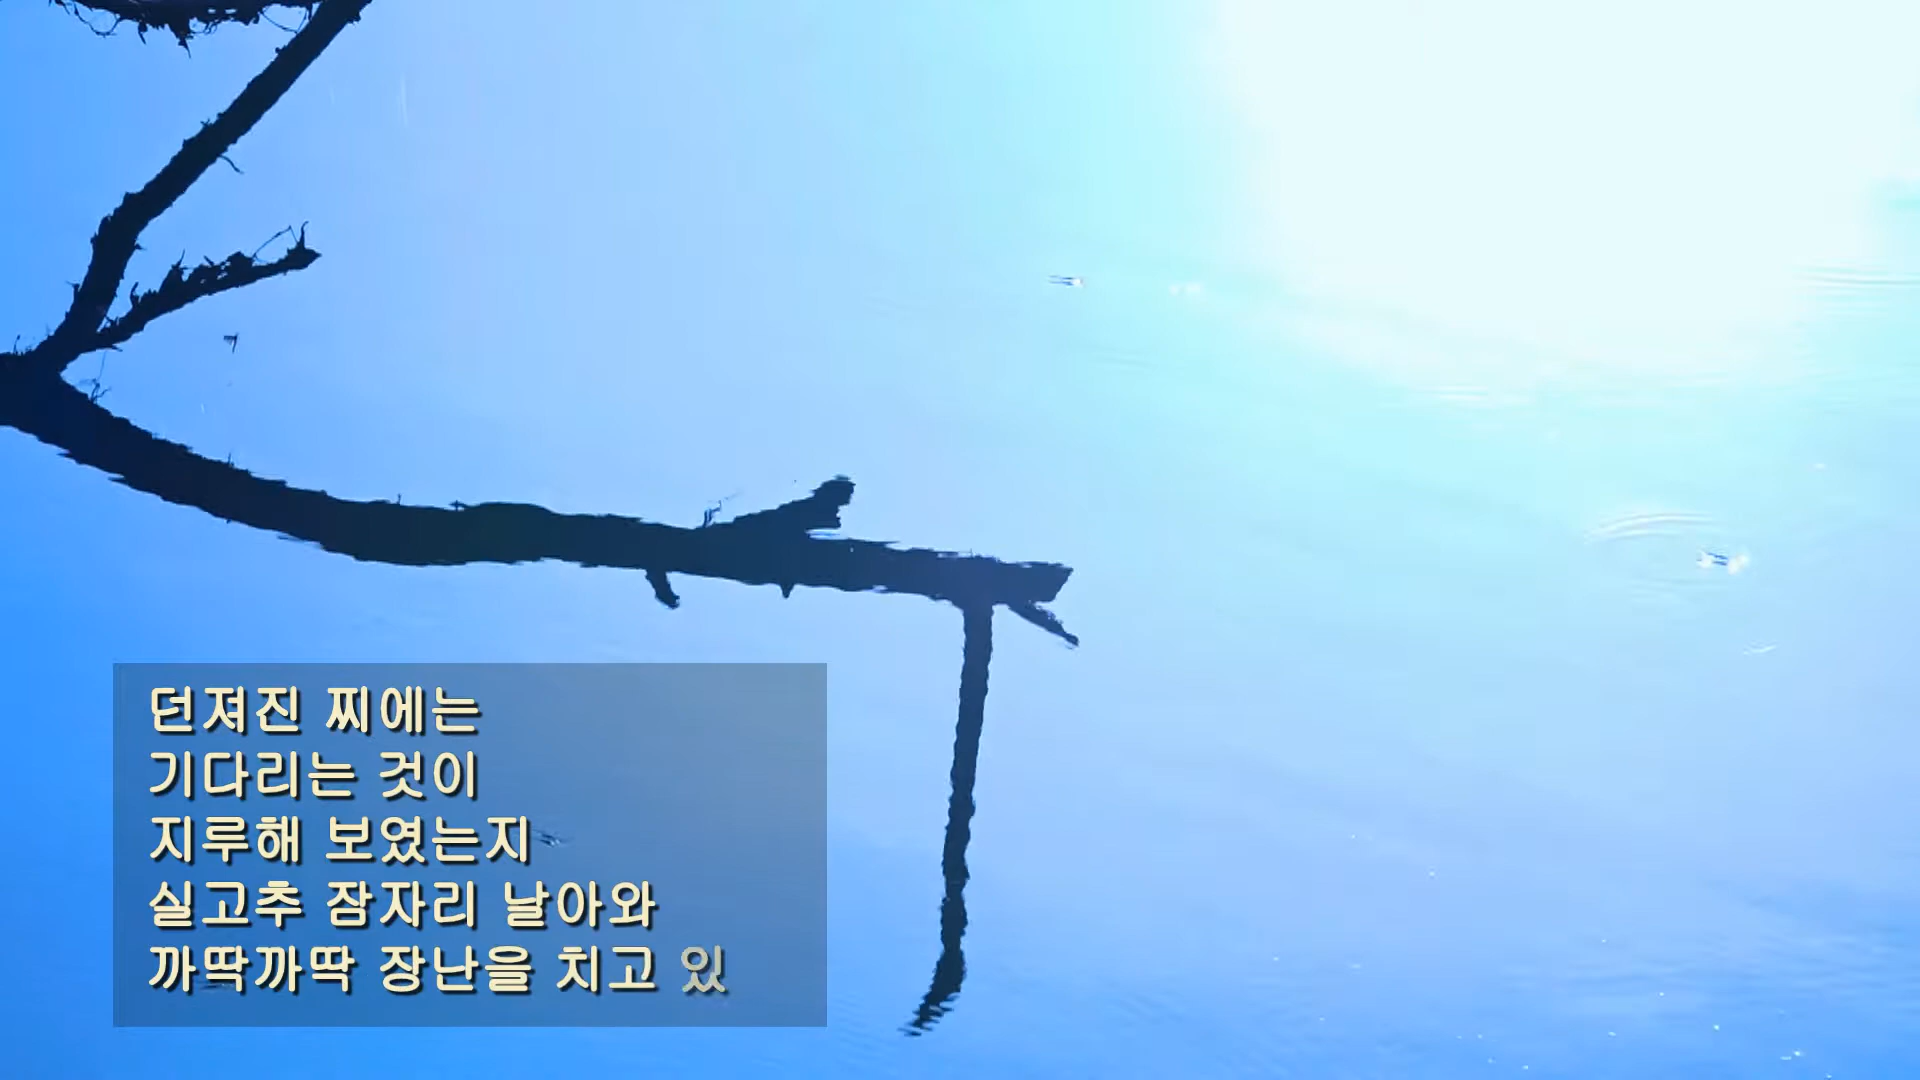 던져진 찌에는
기다리는 것이
지루해 보였는지
실고추 잠자리 날아와
까딱까딱 장난을 치고 있